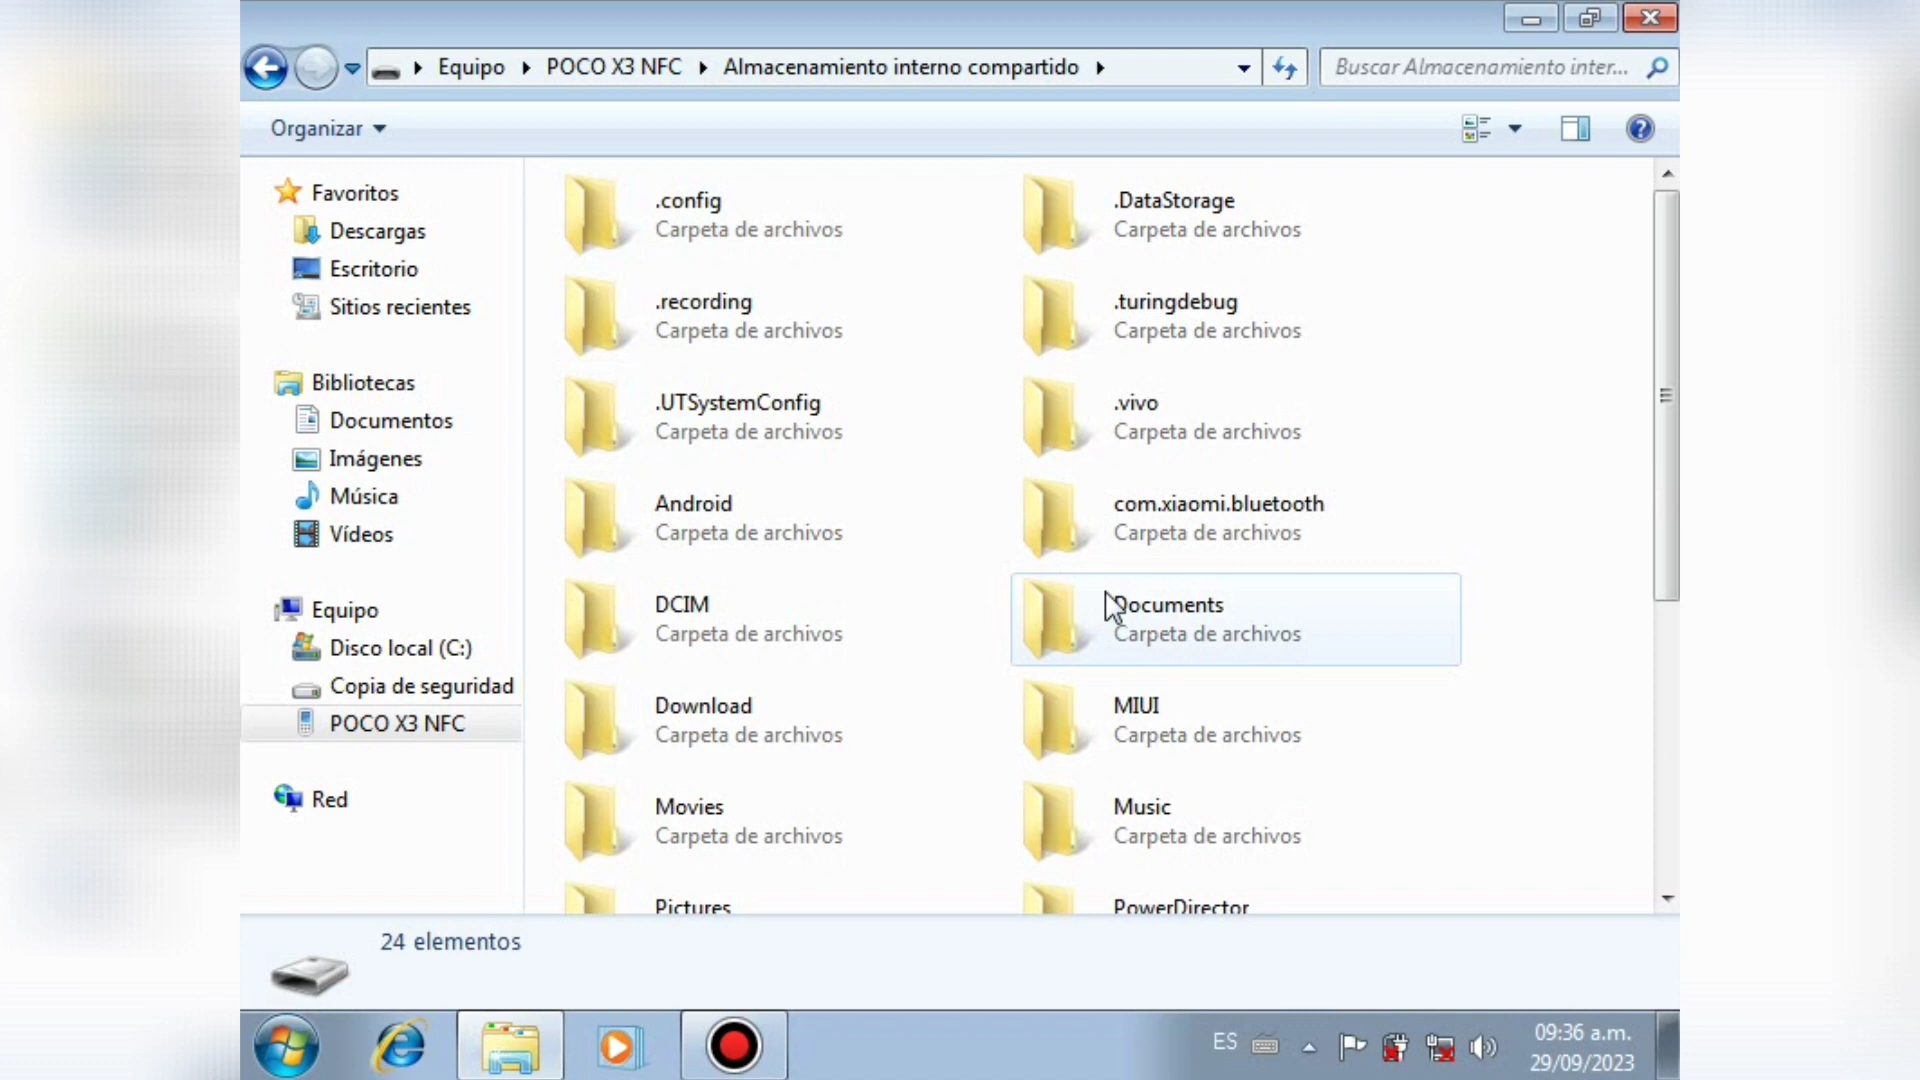 Equipo POCO X3 NFC Almacenamiento interno compartido
Buscar Almacenamiento inter...
Organizar
Favoritos
Descargas
Escritorio
Sitios recientes
Bibliotecas
Documentos
Imágenes
Música
Vídeos
Equipo
Disco local (C:)
Copia de seguridad
POCO X3 NFC
Red
.config
Carpeta de archivos
.DataStorage
Carpeta de archivos
.recording
Carpeta de archivos
.turingdebug
Carpeta de archivos
.UTSystemConfig
Carpeta de archivos
.vivo
Carpeta de archivos
Android
Carpeta de archivos
com.xiaomi.bluetooth
Carpeta de archivos
DCIM
Carpeta de archivos
Documents
Carpeta de archivos
Download
Carpeta de archivos
MIUI
Carpeta de archivos
Movies
Carpeta de archivos
Music
Carpeta de archivos
Pictures
PowerDirector
24 elementos
ES
09:36 a.m.
29/09/2023